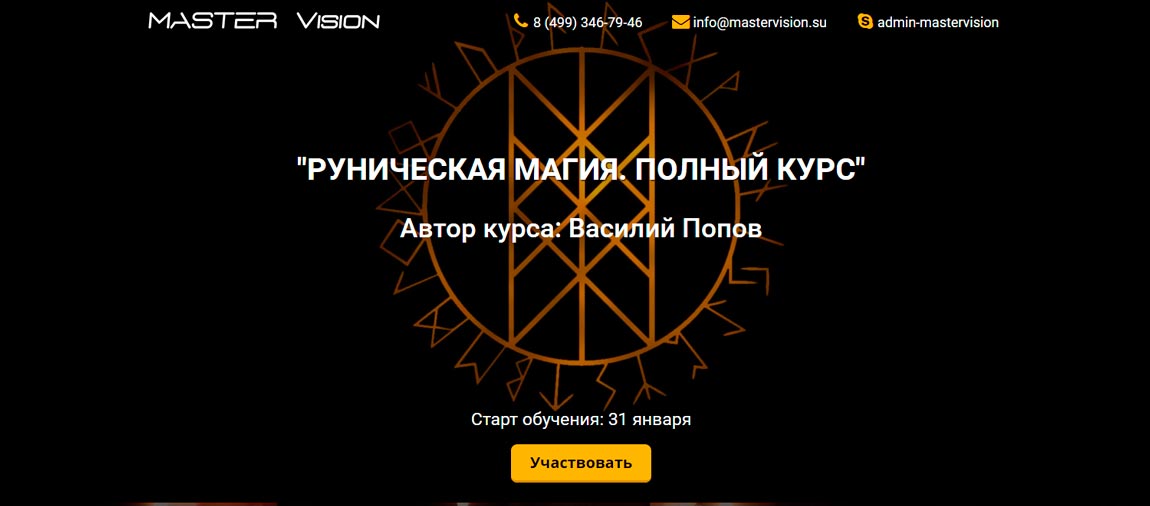 MASTER VISION
8 (499) 346-79-46
info@mastervision.su
admin-mastervision
"РУНИЧЕСКАЯ МАГИЯ. ПОЛНЫЙ КУРС"
Автор курса: Василий Попов
Старт обучения: 31 января
Участвовать